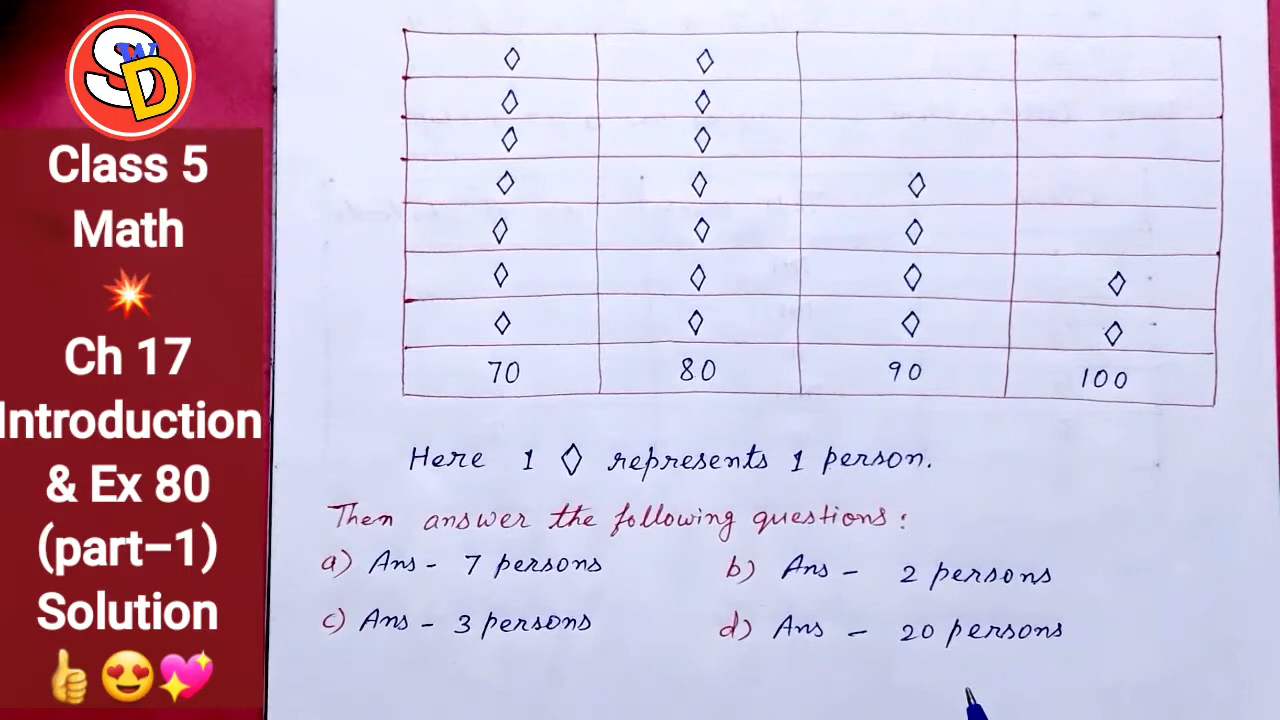 SWD
Class 5
Math
Ch 17
Introduction
& Ex 80
(part–1)
Solution
70 80 90 100
Here 1 ◇ represents 1 person.
Then answer the following questions:
a) Ans - 7 persons b) Ans - 2 persons
c) Ans - 3 persons d) Ans - 20 persons